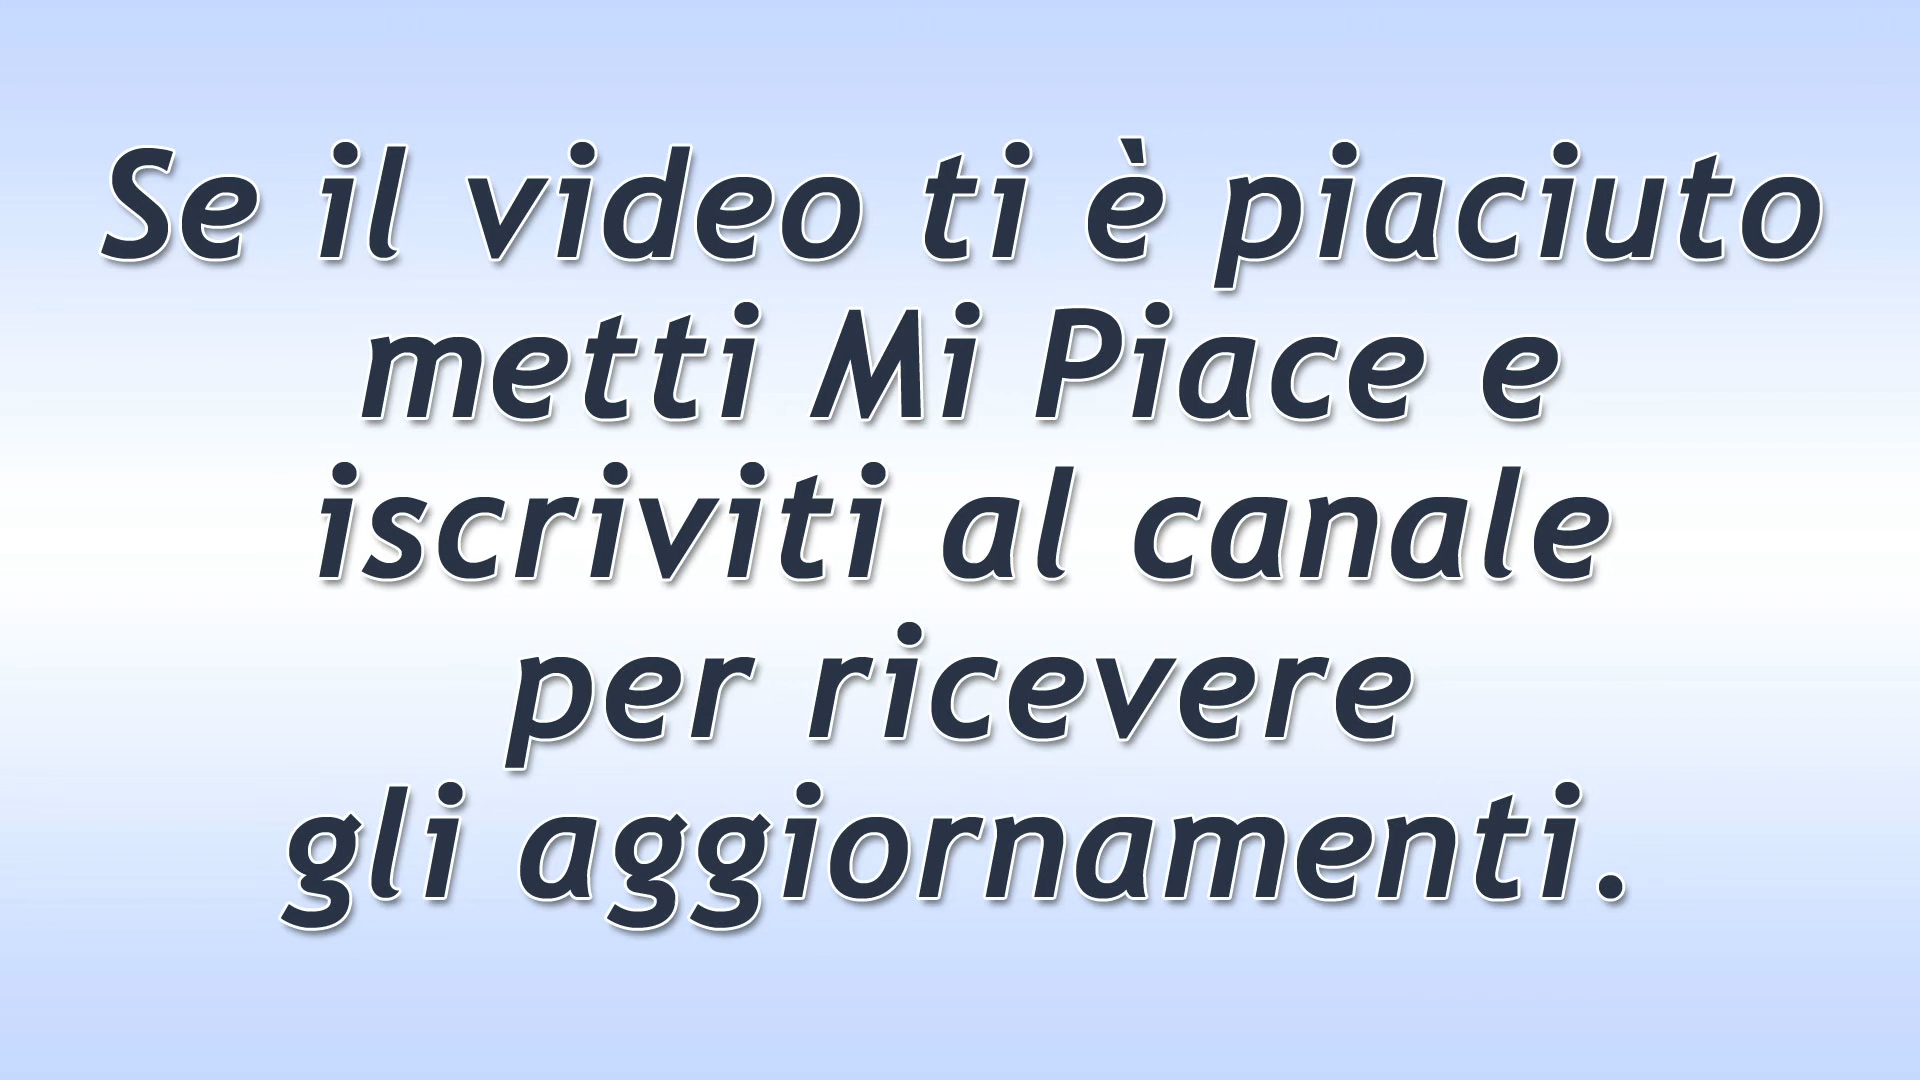 Se il video ti è piaciuto
metti Mi Piace e
iscriviti al canale
per ricevere
gli aggiornamenti.